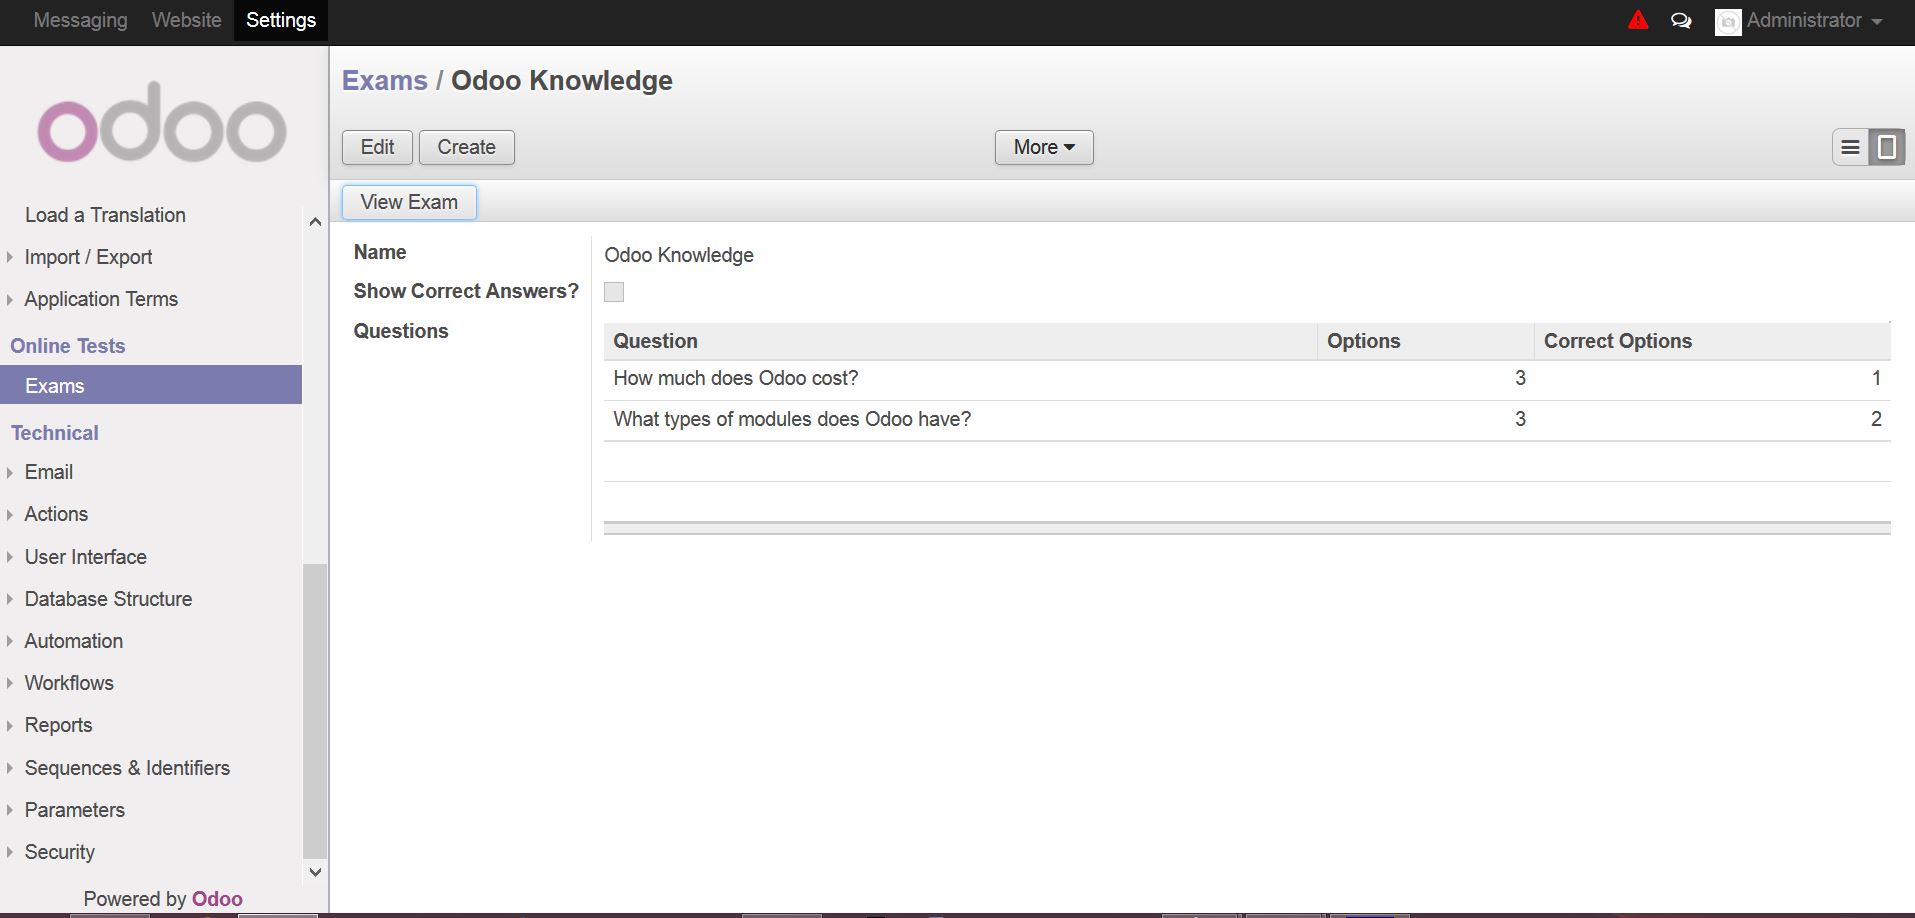 Messaging Website Settings Administrator
odoo
Load a Translation
Import / Export
Application Terms
Online Tests
Exams
Technical
Email
Actions
User Interface
Database Structure
Automation
Workflows
Reports
Sequences & Identifiers
Parameters
Security
Powered by Odoo
Exams / Odoo Knowledge
Edit Create More
View Exam
Name Odoo Knowledge
Show Correct Answers?
Questions
Question Options Correct Options
How much does Odoo cost? 3 1
What types of modules does Odoo have? 3 2